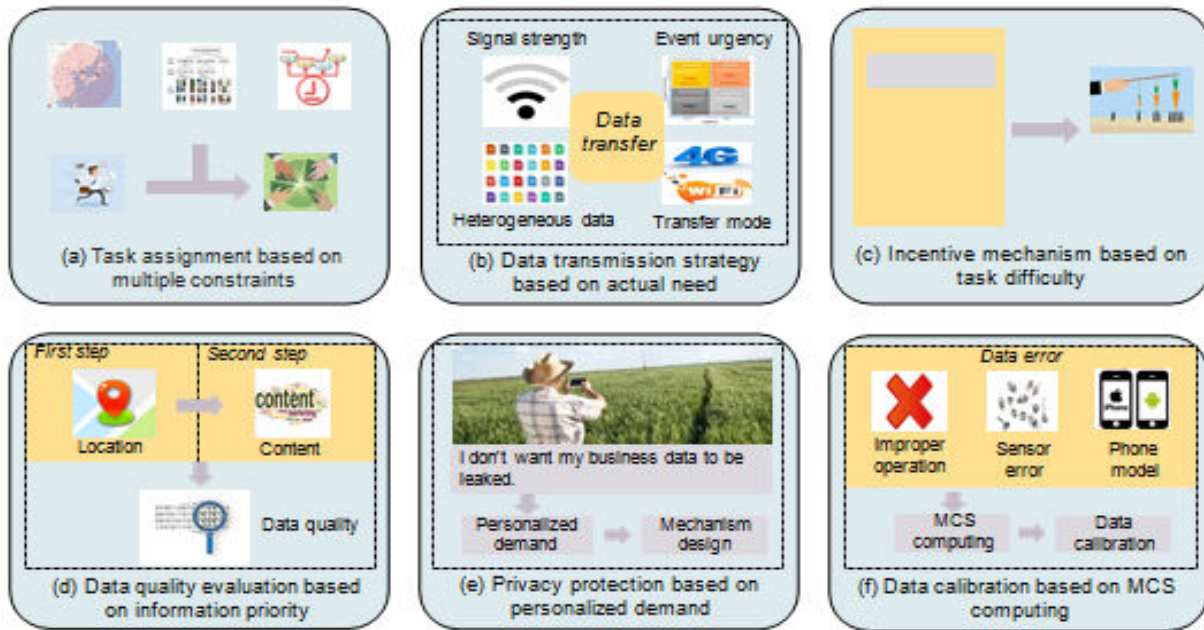 Signal strength
Event urgency
Data
transfer
4G
WiFi
Heterogeneous data
Transfer mode
(a) Task assignment based on
multiple constraints
(b) Data transmission strategy
based on actual need
(c) Incentive mechanism based on
task difficulty
First step
Second step
content
marketing
Location
Content
Data quality
(d) Data quality evaluation based
on information priority
I don't want my business data to be
leaked.
Personalized
demand
Mechanism
design
(e) Privacy protection based on
personalized demand
Data error
iPhone
Improper
operation
Sensor
error
Phone
model
MCS
computing
Data
calibration
(f) Data calibration based on MCS
computing